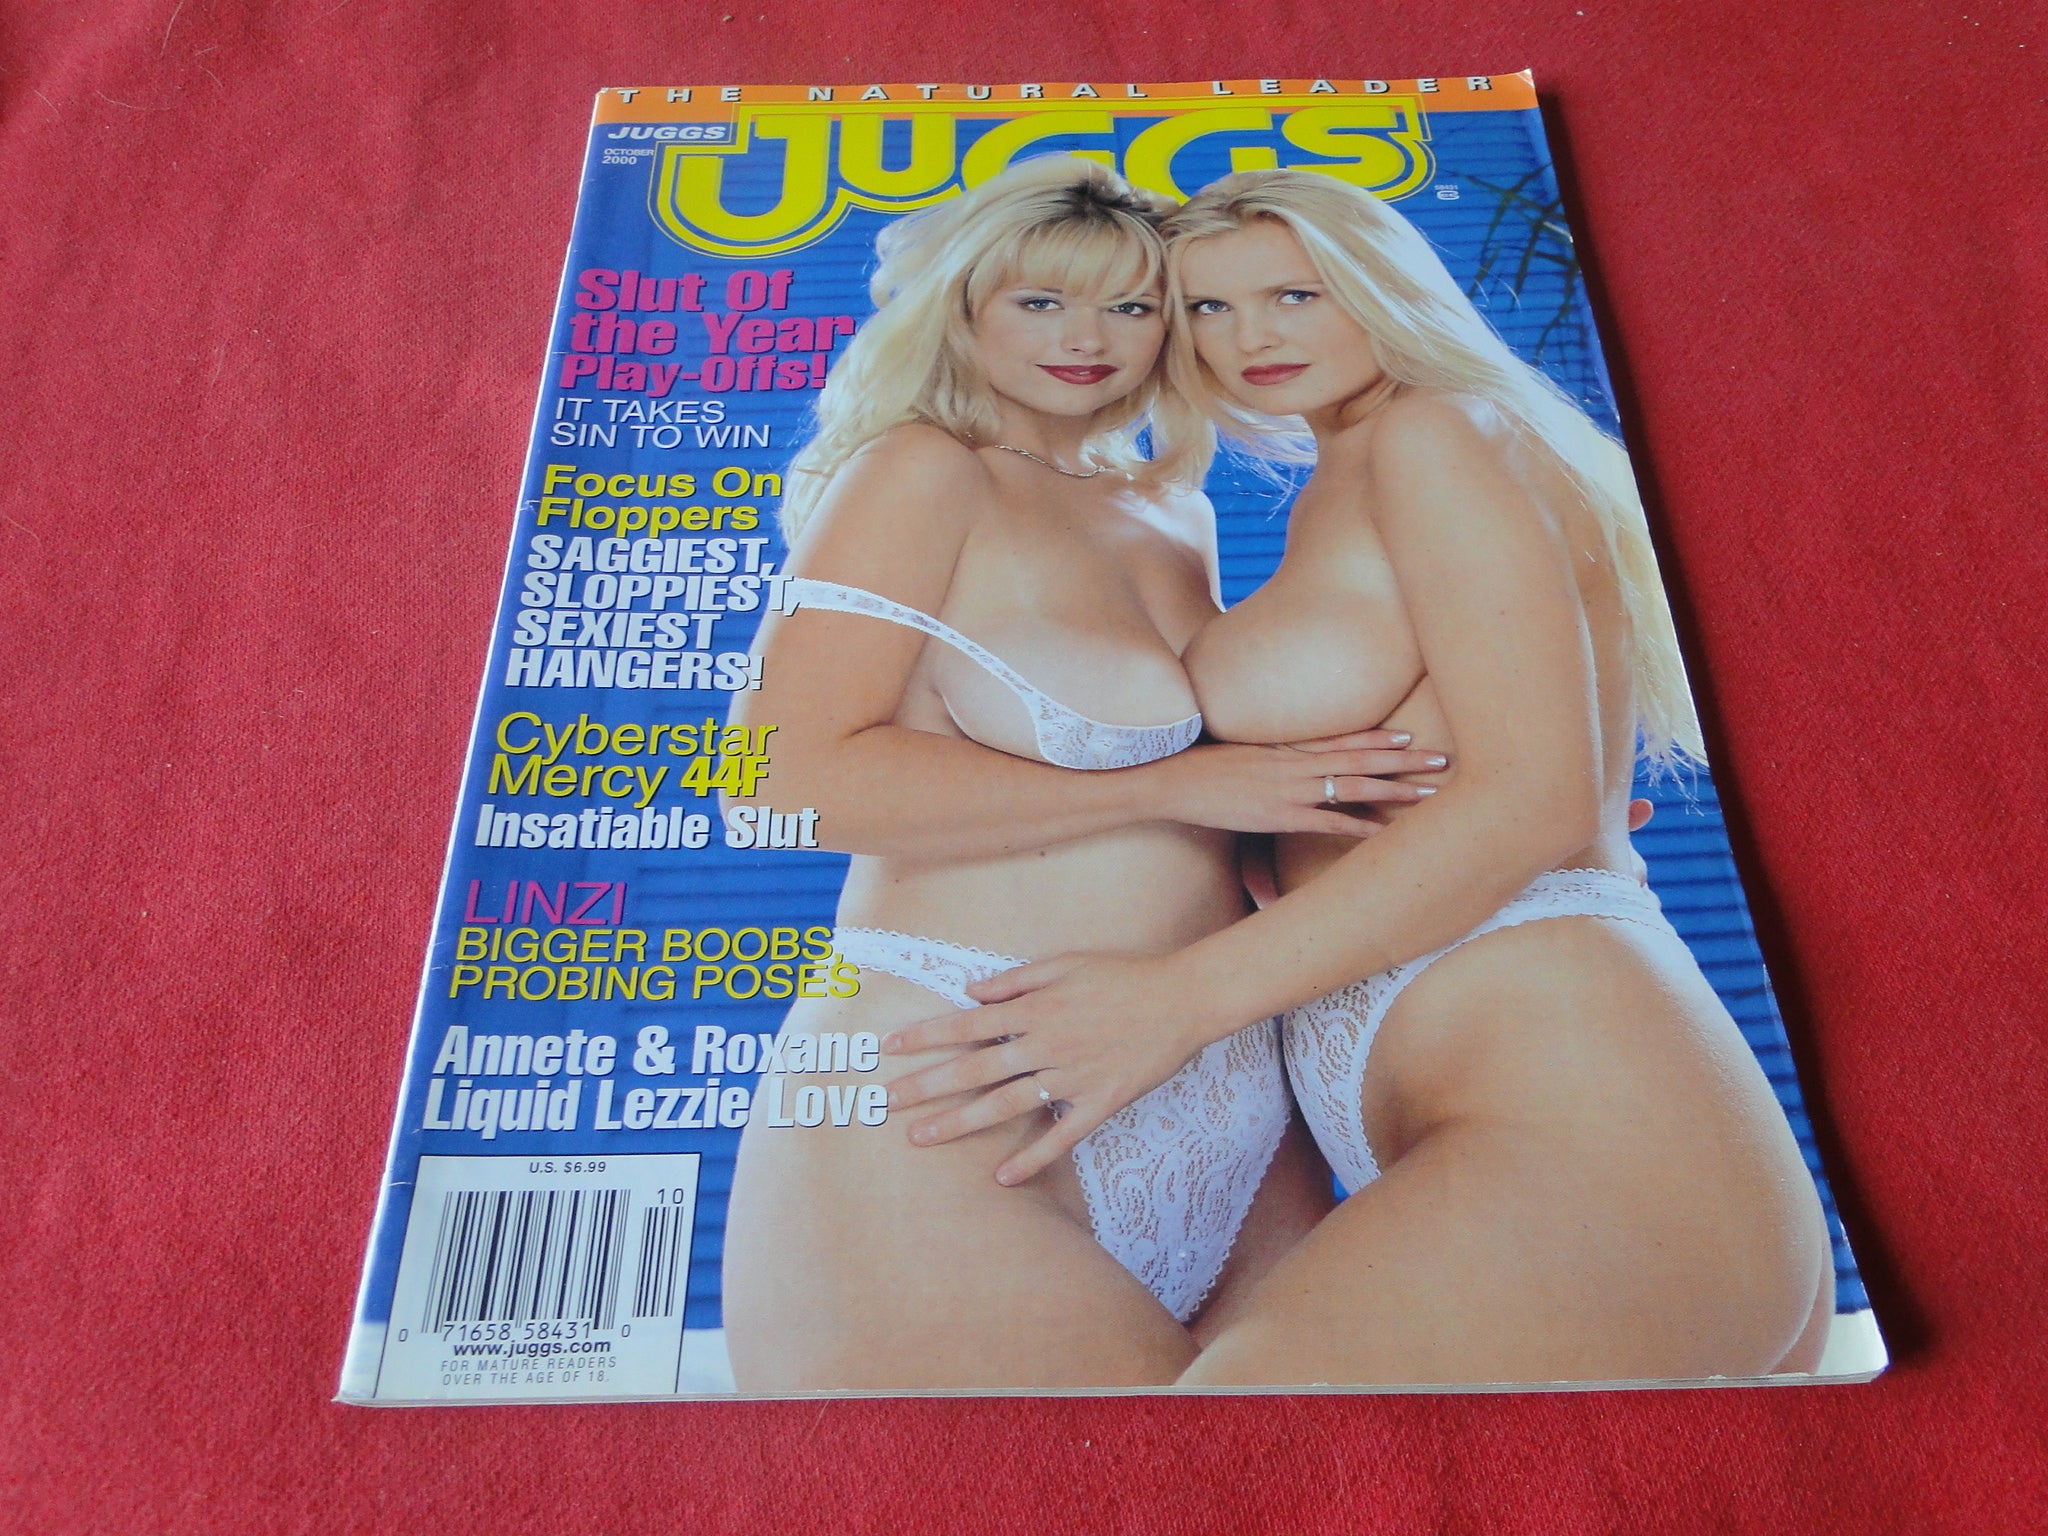 THE NATURAL LEADER
JUGGS
JUGGS
OCTOBER
2000
58431
Slut Of
the Year
Play-Offs!
IT TAKES
SIN TO WIN
Focus On
Floppers
SAGGIEST,
SLOPPIEST,
SEXIEST
HANGERS!
Cyberstar
Mercy 44F
Insatiable Slut
LINZI
BIGGER BOOBS,
PROBING POSES
Annete & Roxane
Liquid Lezzie Love
U.S. $6.99
10
0 71658 58431 0
www.juggs.com
FOR MATURE READERS
OVER THE AGE OF 18.